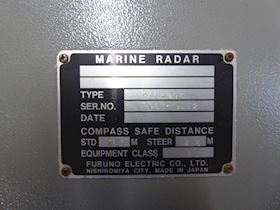 MARINE RADAR
TYPE
SER.NO.
DATE
COMPASS SAFE DISTANCE
STD M STEER M
EQUIPMENT CLASS
FURUNO ELECTRIC CO., LTD.
NISHINOMIYA CITY, MADE IN JAPAN